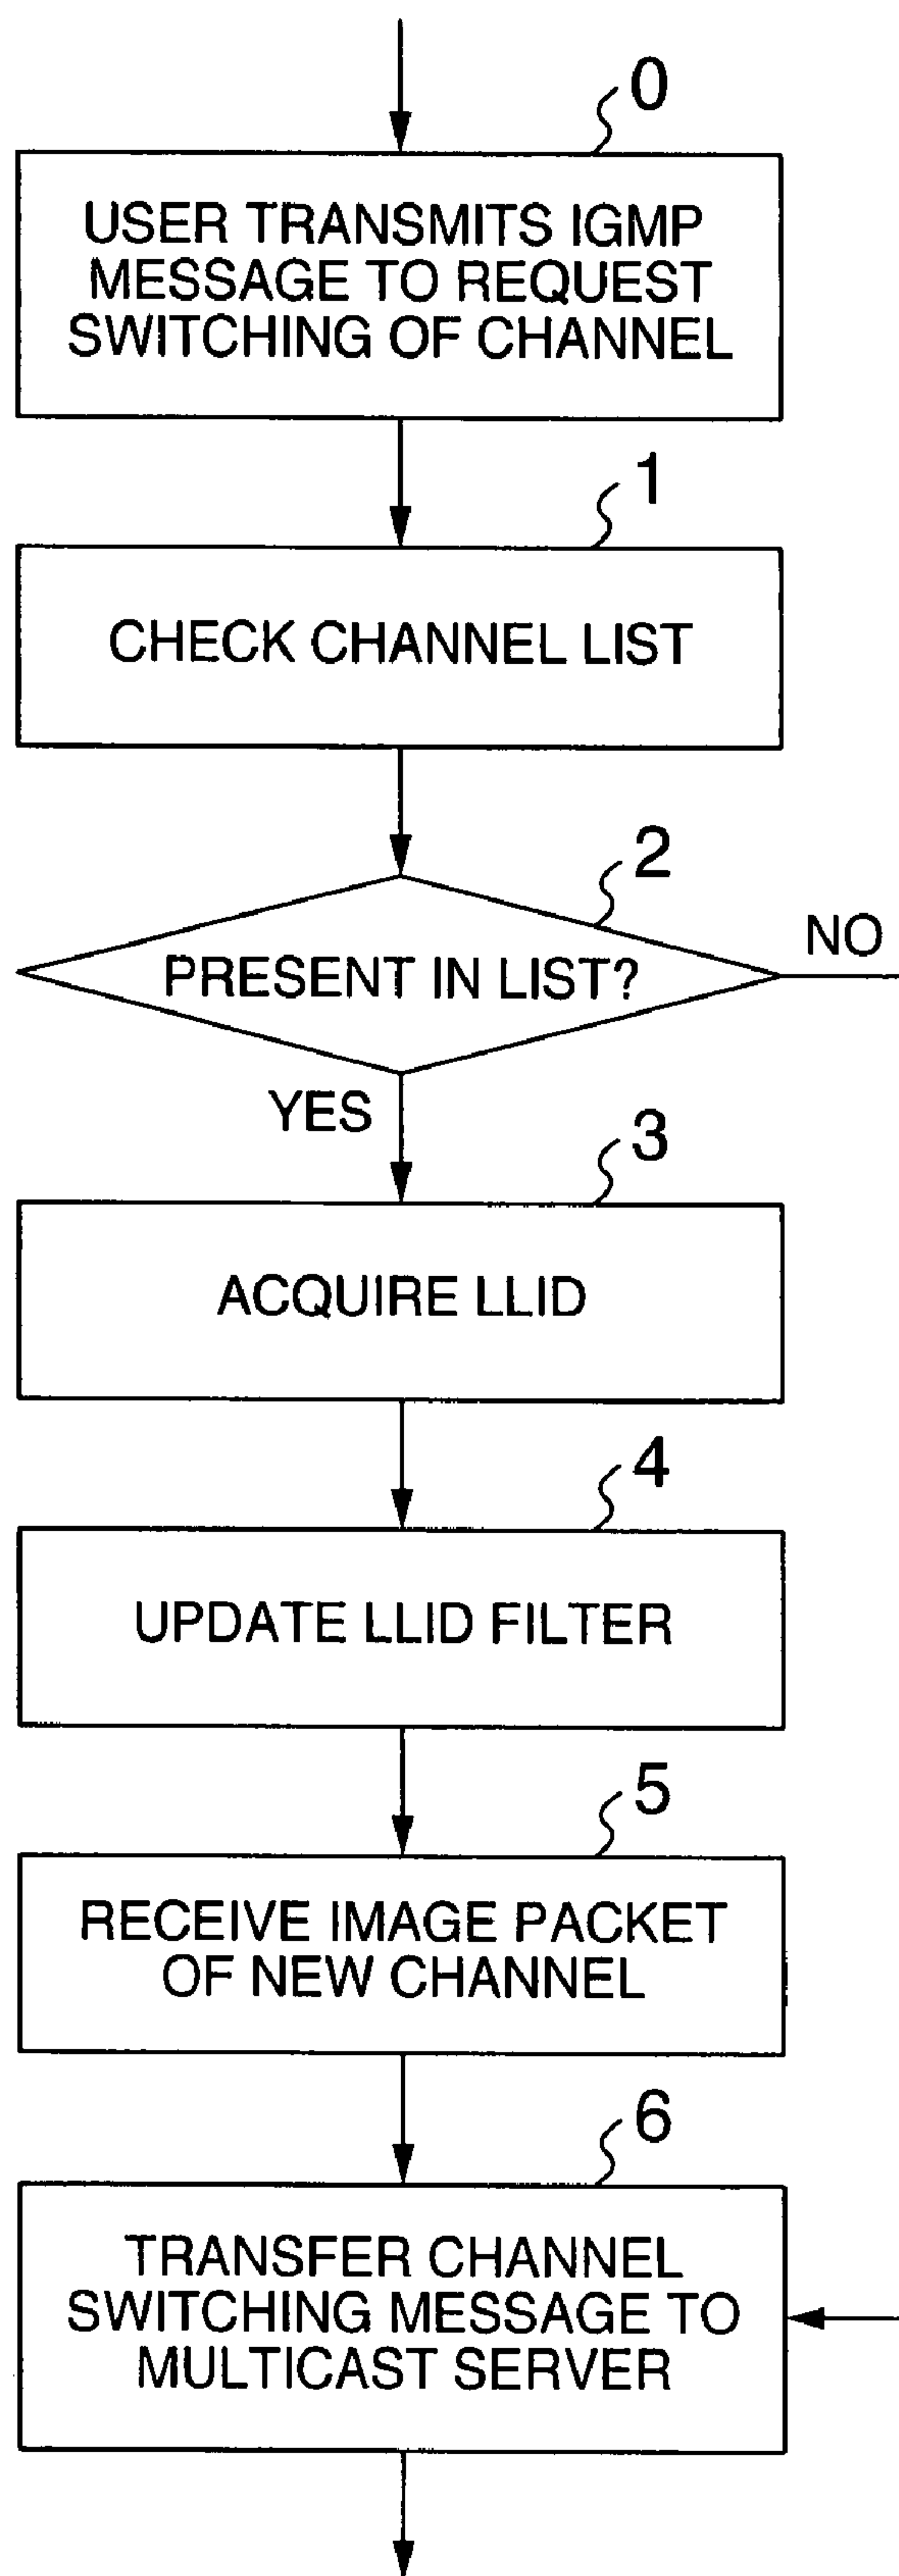 0
USER TRANSMITS IGMP
MESSAGE TO REQUEST
SWITCHING OF CHANNEL
1
CHECK CHANNEL LIST
2
PRESENT IN LIST?
NO
YES
3
ACQUIRE LLID
4
UPDATE LLID FILTER
5
RECEIVE IMAGE PACKET
OF NEW CHANNEL
6
TRANSFER CHANNEL
SWITCHING MESSAGE TO
MULTICAST SERVER